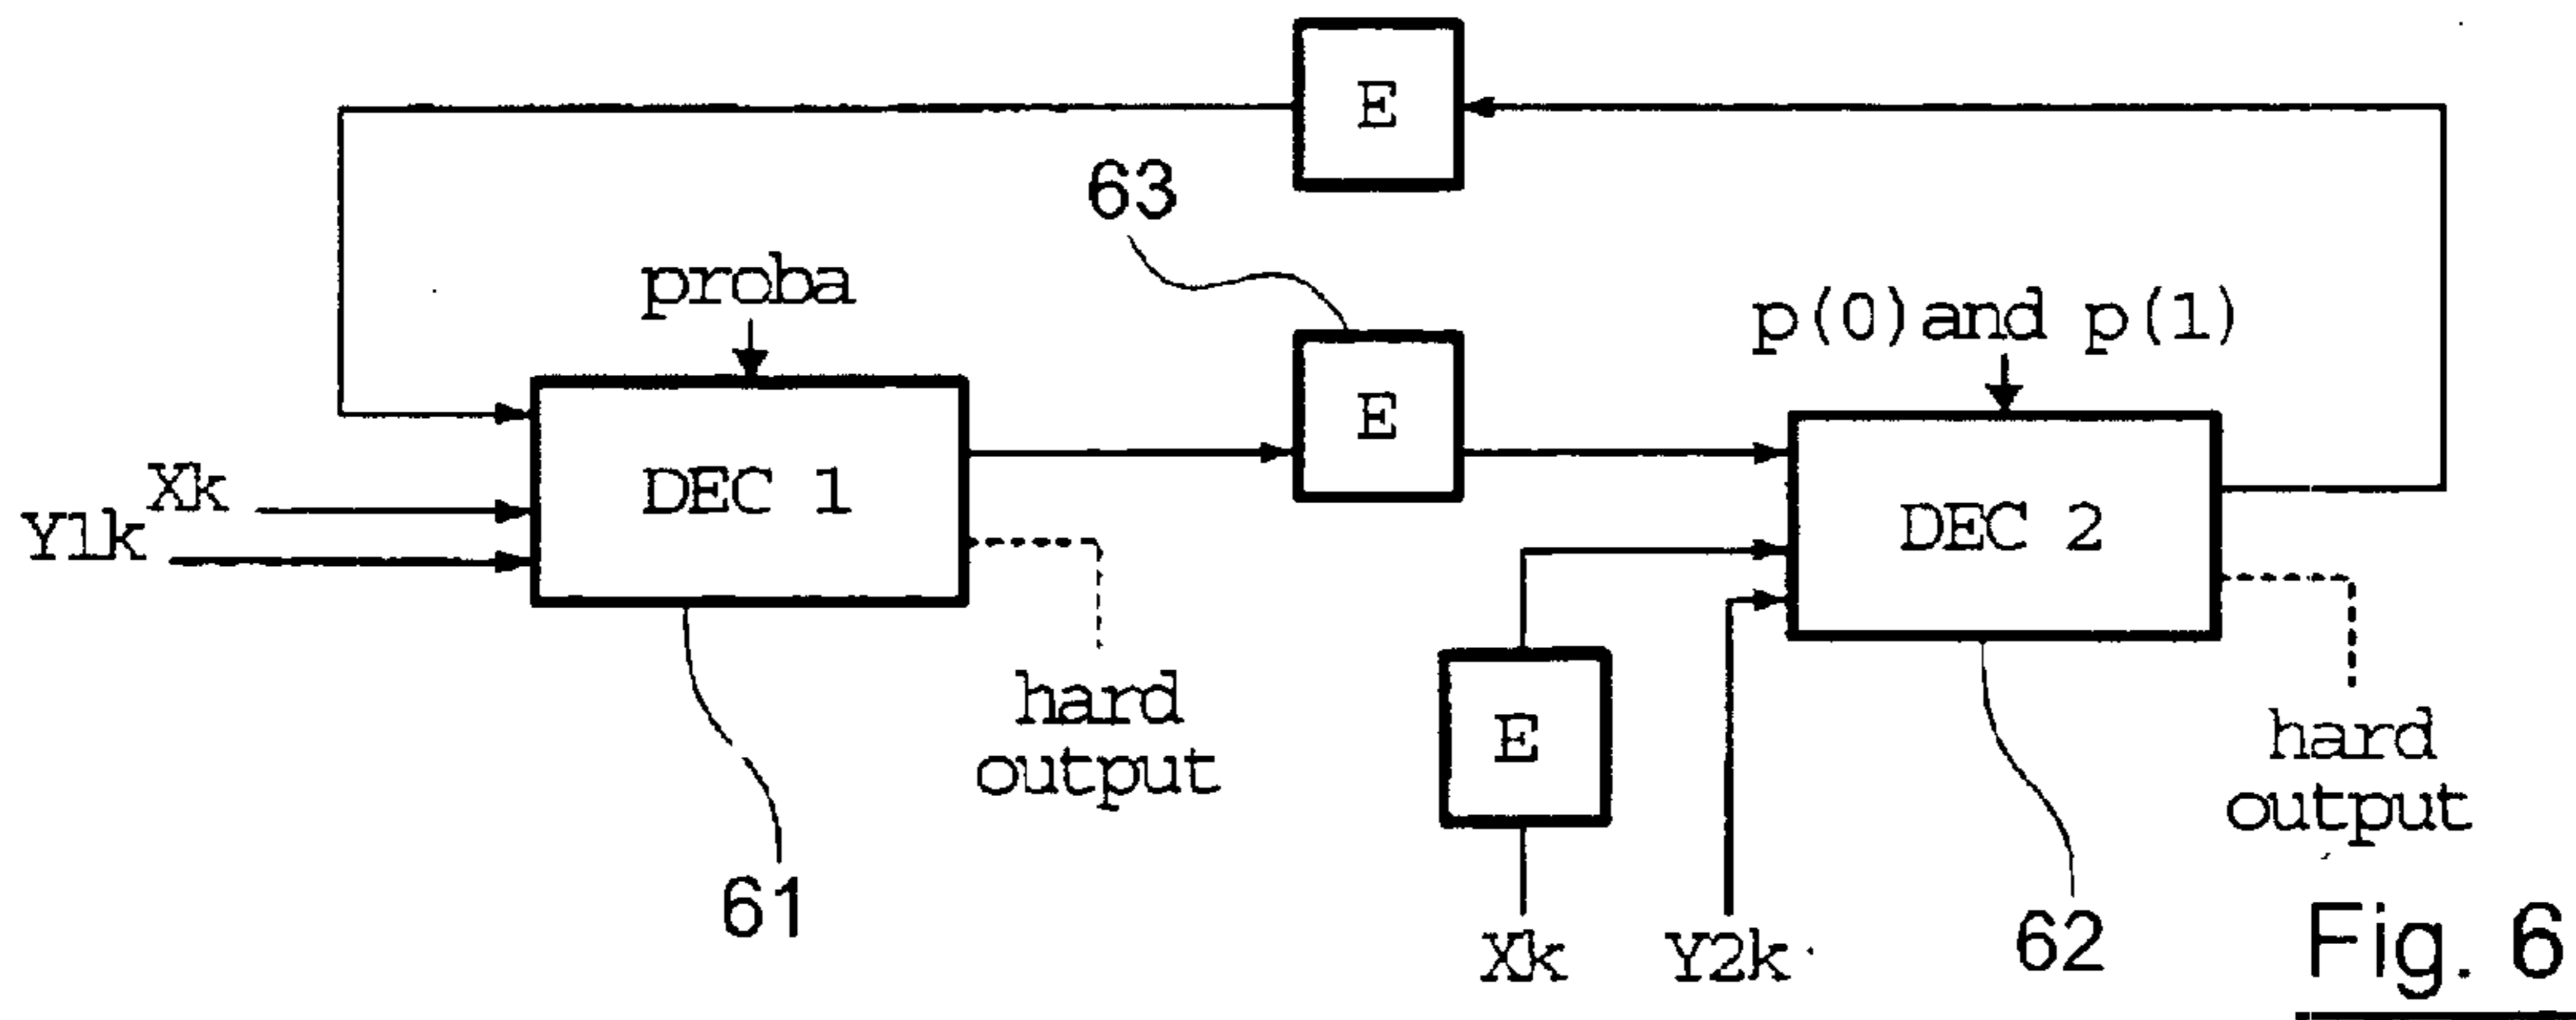 E
63
proba
p(0)and p(1)
E
Xk
Y1k
DEC 1
DEC 2
hard
output
E
hard
output
61
Xk
Y2k
62
Fig. 6